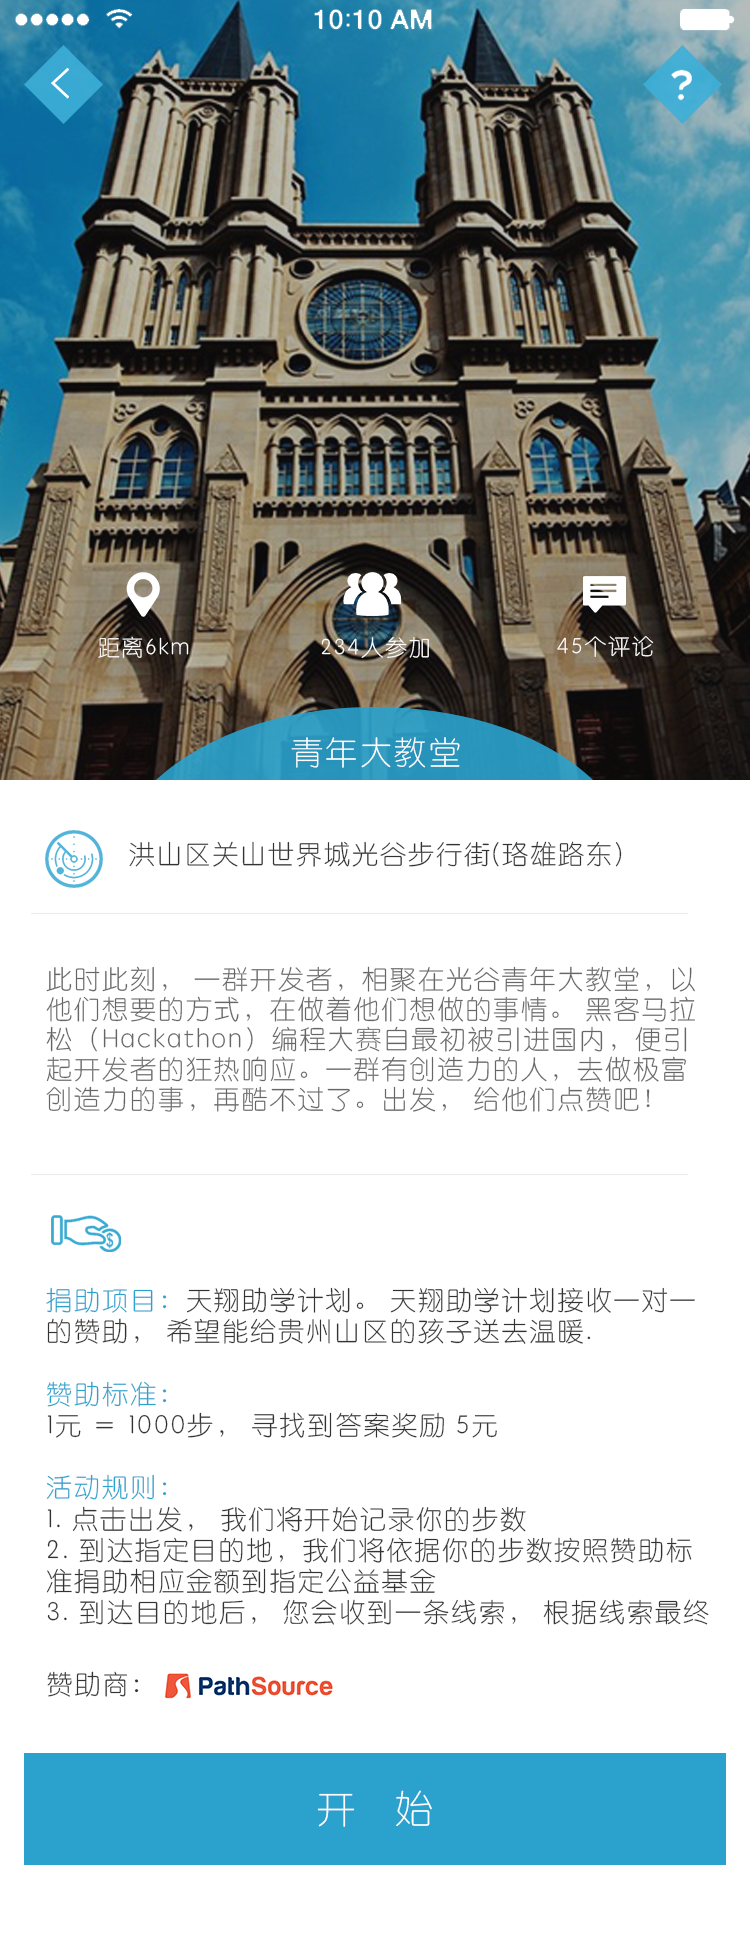 10:10 AM
?
距离6km
234人参加
45个评论
青年大教堂
洪山区关山世界城光谷步行街(珞雄路东)
此时此刻， 一群开发者，相聚在光谷青年大教堂，以
他们想要的方式，在做着他们想做的事情。 黑客马拉
松（Hackathon）编程大赛自最初被引进国内，便引
起开发者的狂热响应。一群有创造力的人，去做极富
创造力的事，再酷不过了。出发， 给他们点赞吧！
$
捐助项目：天翔助学计划。 天翔助学计划接收一对一
的赞助， 希望能给贵州山区的孩子送去温暖.
赞助标准：
1元 = 1000步， 寻找到答案奖励 5元
活动规则：
1. 点击出发， 我们将开始记录你的步数
2. 到达指定目的地，我们将依据你的步数按照赞助标
准捐助相应金额到指定公益基金
3. 到达目的地后， 您会收到一条线索， 根据线索最终
赞助商： PathSource
开 始